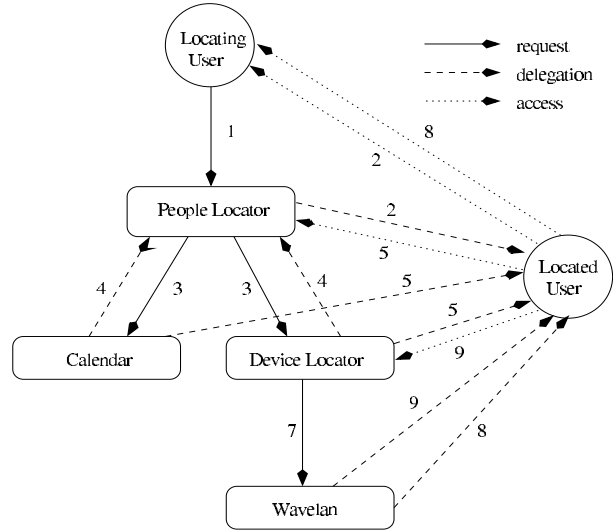 Locating
User
request
delegation
access
1
8
2
People Locator
2
5
Located
User
4
3
3
4
5
5
Calendar
Device Locator
9
9
7
8
Wavelan